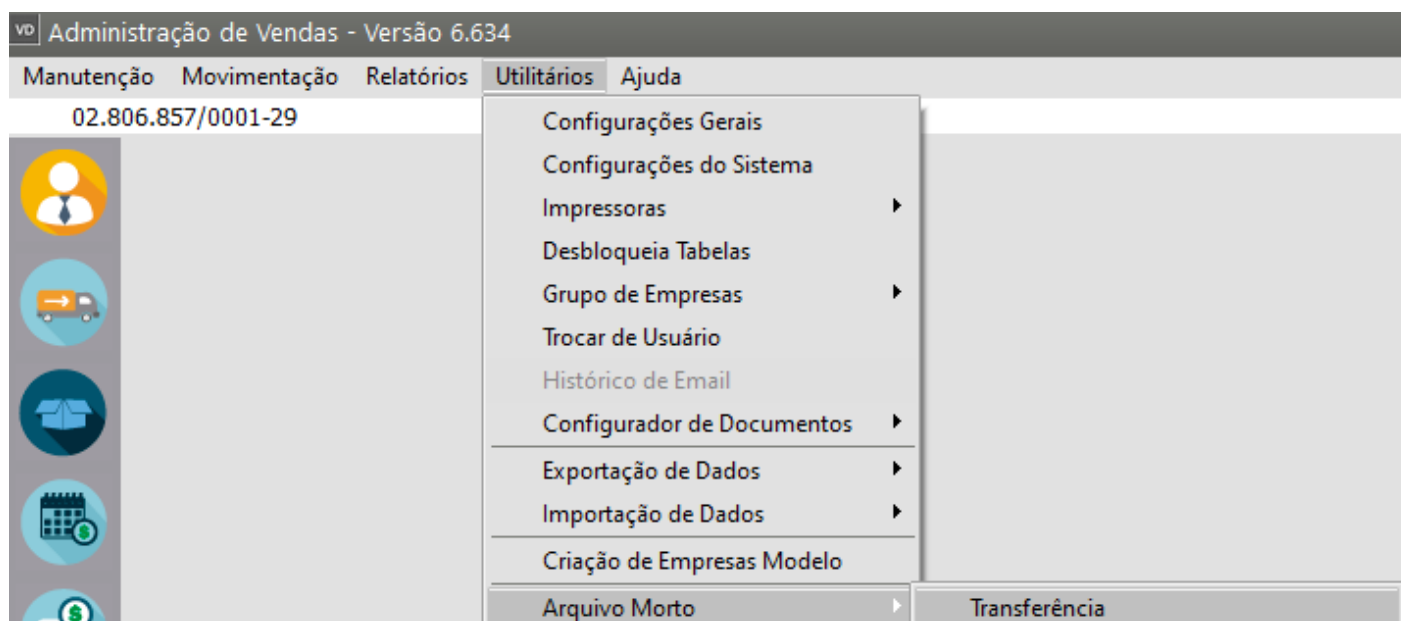 VD Administração de Vendas - Versão 6.634
Manutenção Movimentação Relatórios Utilitários Ajuda
02.806.857/0001-29
Configurações Gerais
Configurações do Sistema
Impressoras
Desbloqueia Tabelas
Grupo de Empresas
Trocar de Usuário
Histórico de Email
Configurador de Documentos
Exportação de Dados
Importação de Dados
Criação de Empresas Modelo
Arquivo Morto Transferência